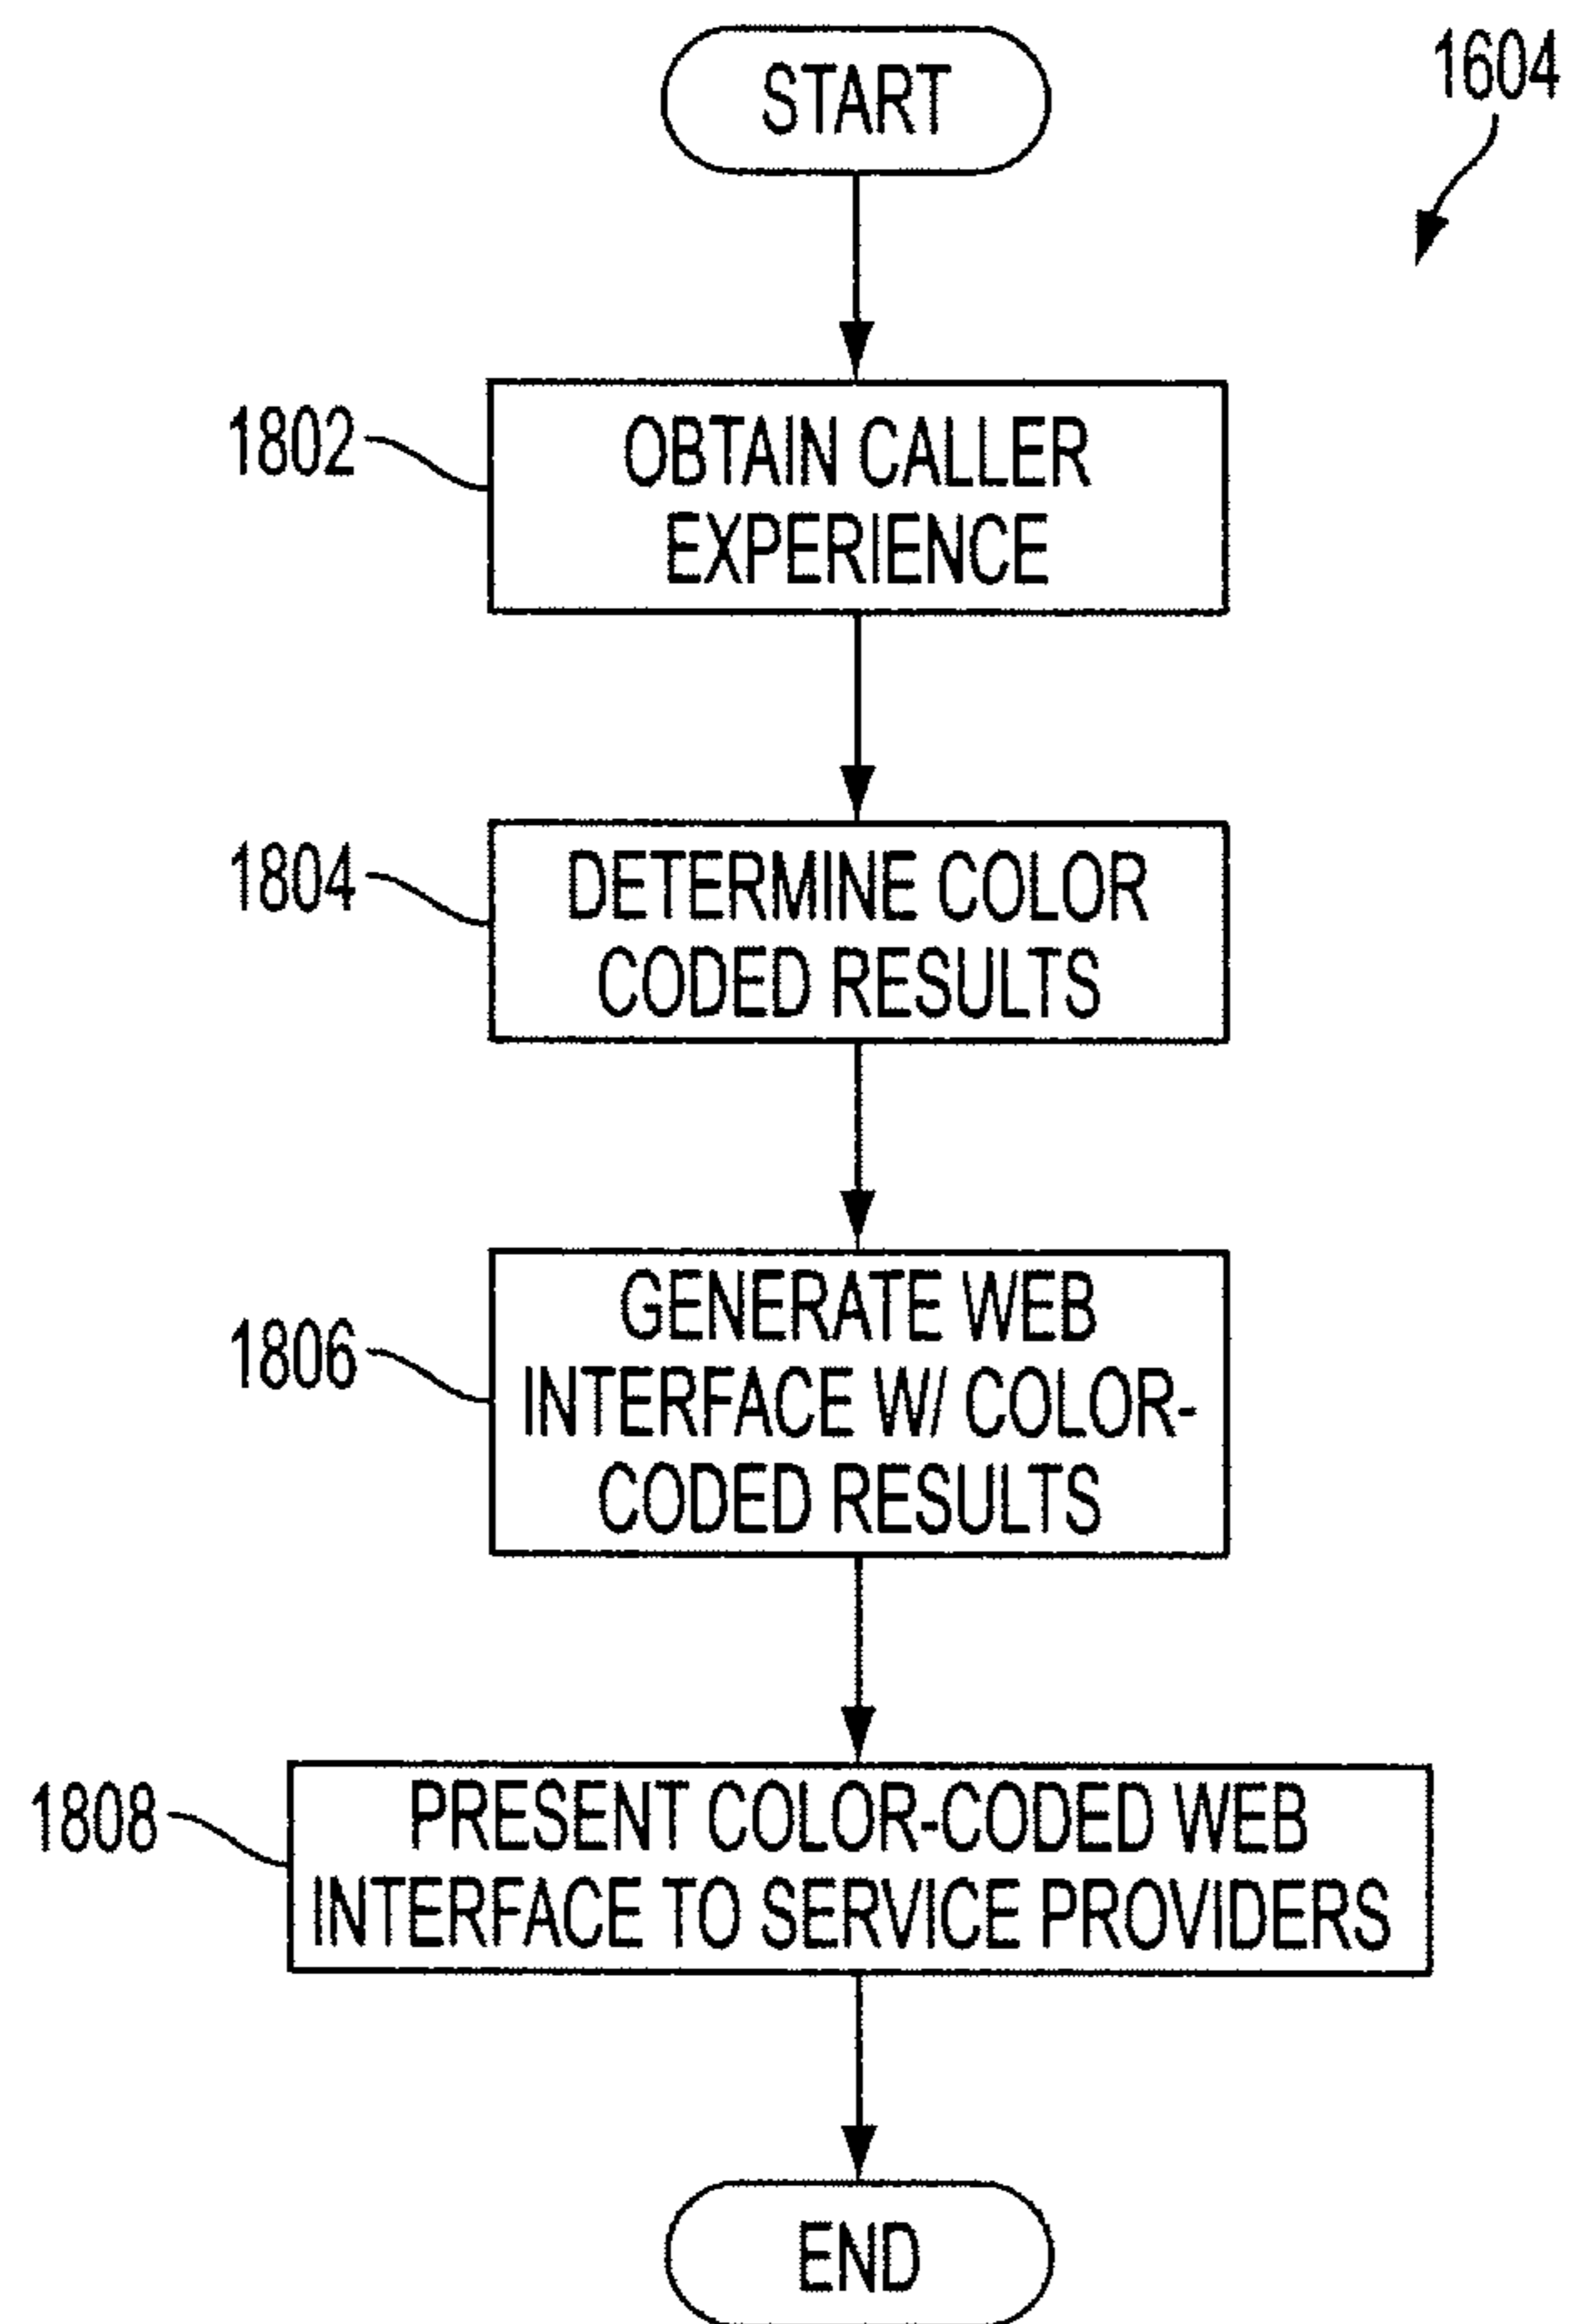 START
1604
1802
OBTAIN CALLER
EXPERIENCE
1804
DETERMINE COLOR
CODED RESULTS
1806
GENERATE WEB
INTERFACE W/ COLOR-
CODED RESULTS
1808
PRESENT COLOR-CODED WEB
INTERFACE TO SERVICE PROVIDERS
END